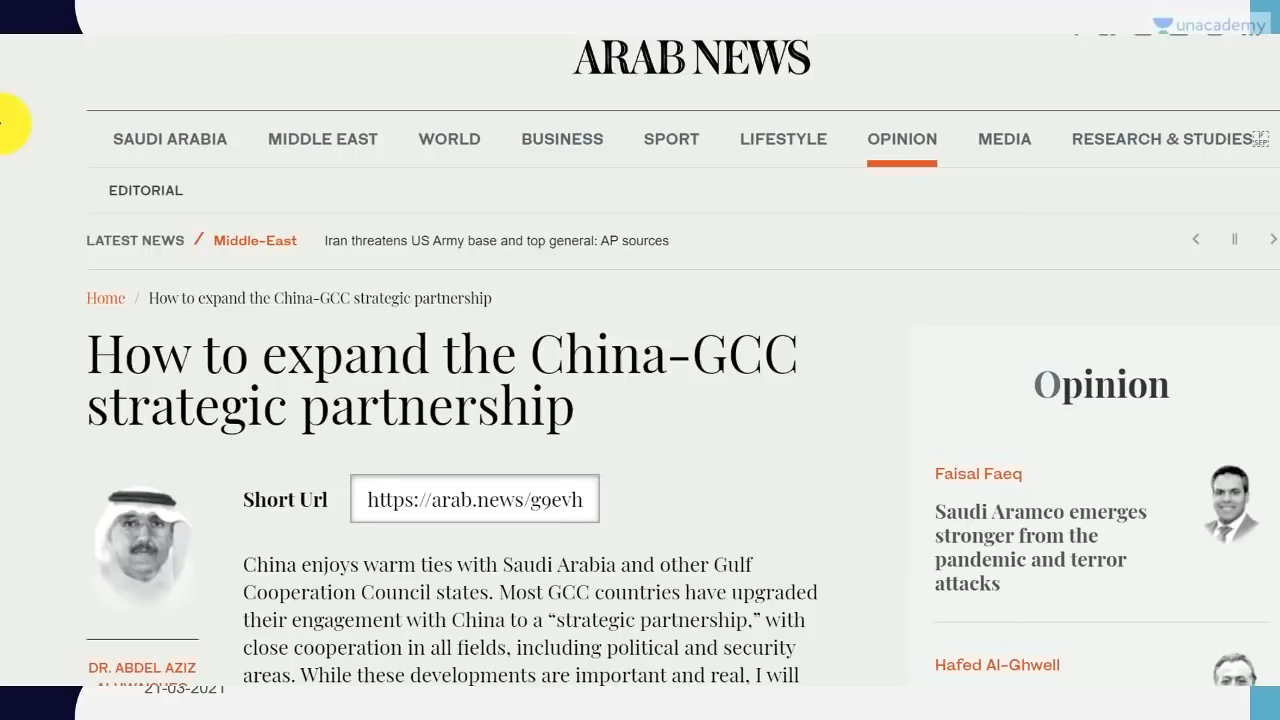 unacademy
ARAB NEWS
SAUDI ARABIA MIDDLE EAST WORLD BUSINESS SPORT LIFESTYLE OPINION MEDIA RESEARCH & STUDIES
EDITORIAL
LATEST NEWS / Middle-East Iran threatens US Army base and top general: AP sources
Home / How to expand the China-GCC strategic partnership
How to expand the China-GCC
strategic partnership
Short Url https://arab.news/g9evh
China enjoys warm ties with Saudi Arabia and other Gulf
Cooperation Council states. Most GCC countries have upgraded
their engagement with China to a “strategic partnership,” with
close cooperation in all fields, including political and security
areas. While these developments are important and real, I will
DR. ABDEL AZIZ
21-03-2021
Opinion
Faisal Faeq
Saudi Aramco emerges
stronger from the
pandemic and terror
attacks
Hafed Al-Ghwell